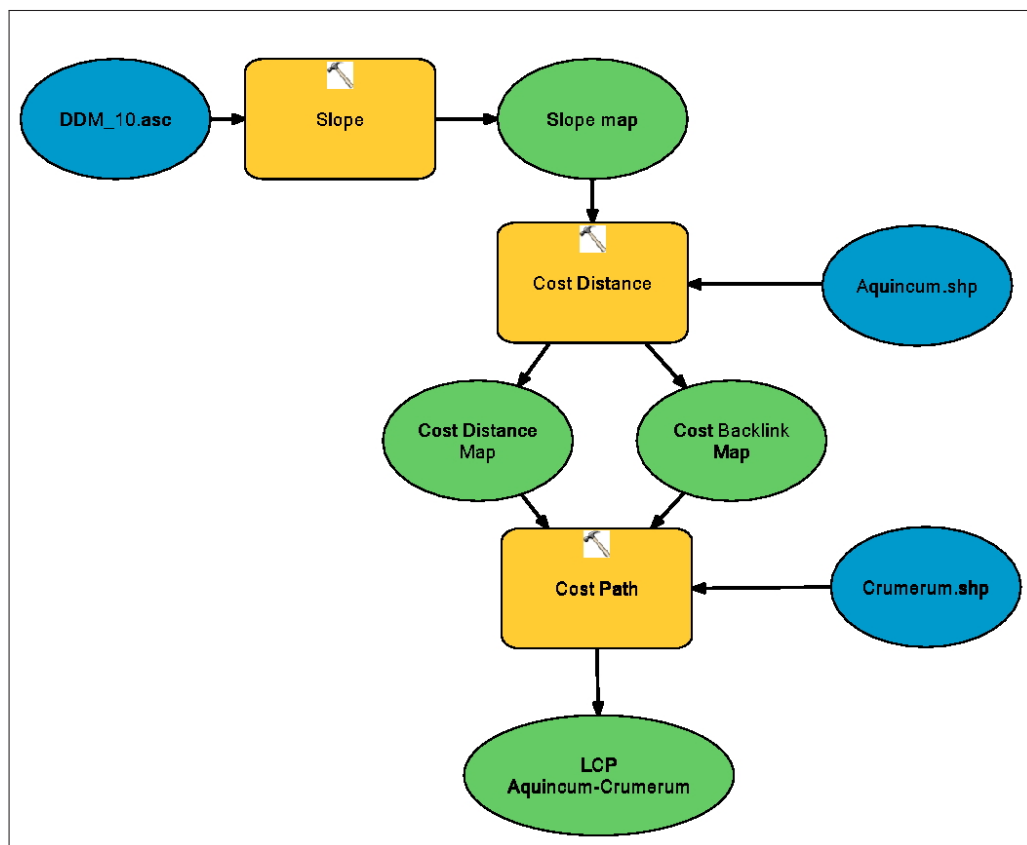 DDM_10.asc
Slope
Slope map
Cost Distance
Aquincum.shp
Cost Distance
Map
Cost Backlink
Map
Cost Path
Crumerum.shp
LCP
Aquincum-Crumerum